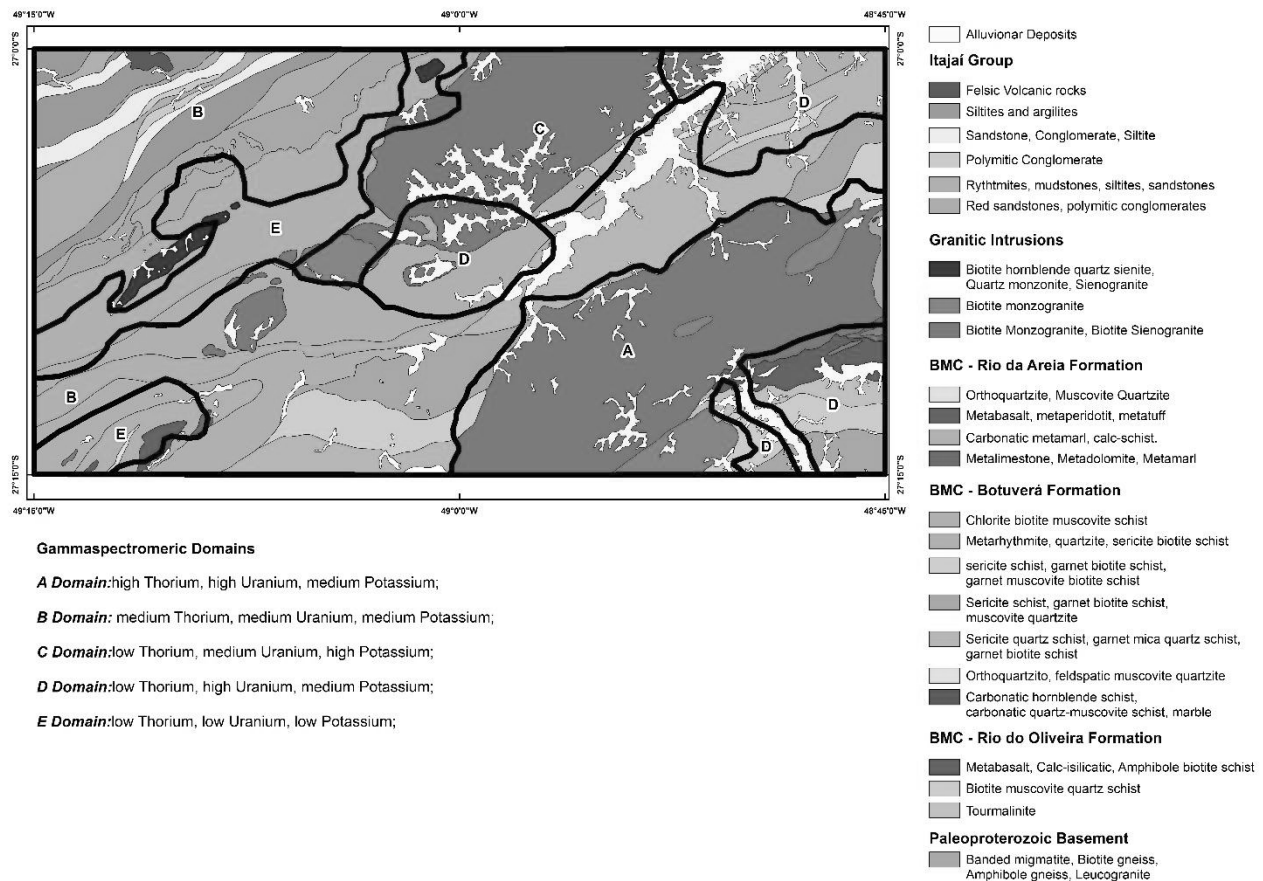 49°15'0"W
49°0'0"W
48°45'0"W
27°0'0"S
27°0'0"S
B
C
D
E
D
A
B
E
D
D
27°15'0"S
27°15'0"S
49°15'0"W
49°0'0"W
48°45'0"W
Gammaspectromeric Domains
A Domain:high Thorium, high Uranium, medium Potassium;
B Domain: medium Thorium, medium Uranium, medium Potassium;
C Domain:low Thorium, medium Uranium, high Potassium;
D Domain:low Thorium, high Uranium, medium Potassium;
E Domain:low Thorium, low Uranium, low Potassium;
Alluvionar Deposits
Itajaí Group
Felsic Volcanic rocks
Siltites and argilites
Sandstone, Conglomerate, Siltite
Polymitic Conglomerate
Rythtmites, mudstones, siltites, sandstones
Red sandstones, polymitic conglomerates
Granitic Intrusions
Biotite hornblende quartz sienite,
Quartz monzonite, Sienogranite
Biotite monzogranite
Biotite Monzogranite, Biotite Sienogranite
BMC - Rio da Areia Formation
Orthoquartzite, Muscovite Quartzite
Metabasalt, metaperidotit, metatuff
Carbonatic metamarl, calc-schist.
Metalimestone, Metadolomite, Metamarl
BMC - Botuverá Formation
Chlorite biotite muscovite schist
Metarhythmite, quartzite, sericite biotite schist
sericite schist, garnet biotite schist,
garnet muscovite biotite schist
Sericite schist, garnet biotite schist,
muscovite quartzite
Sericite quartz schist, garnet mica quartz schist,
garnet biotite schist
Orthoquartzito, feldspatic muscovite quartzite
Carbonatic hornblende schist,
carbonatic quartz-muscovite schist, marble
BMC - Rio do Oliveira Formation
Metabasalt, Calc-isilicatic, Amphibole biotite schist
Biotite muscovite quartz schist
Tourmalinite
Paleoproterozoic Basement
Banded migmatite, Biotite gneiss,
Amphibole gneiss, Leucogranite